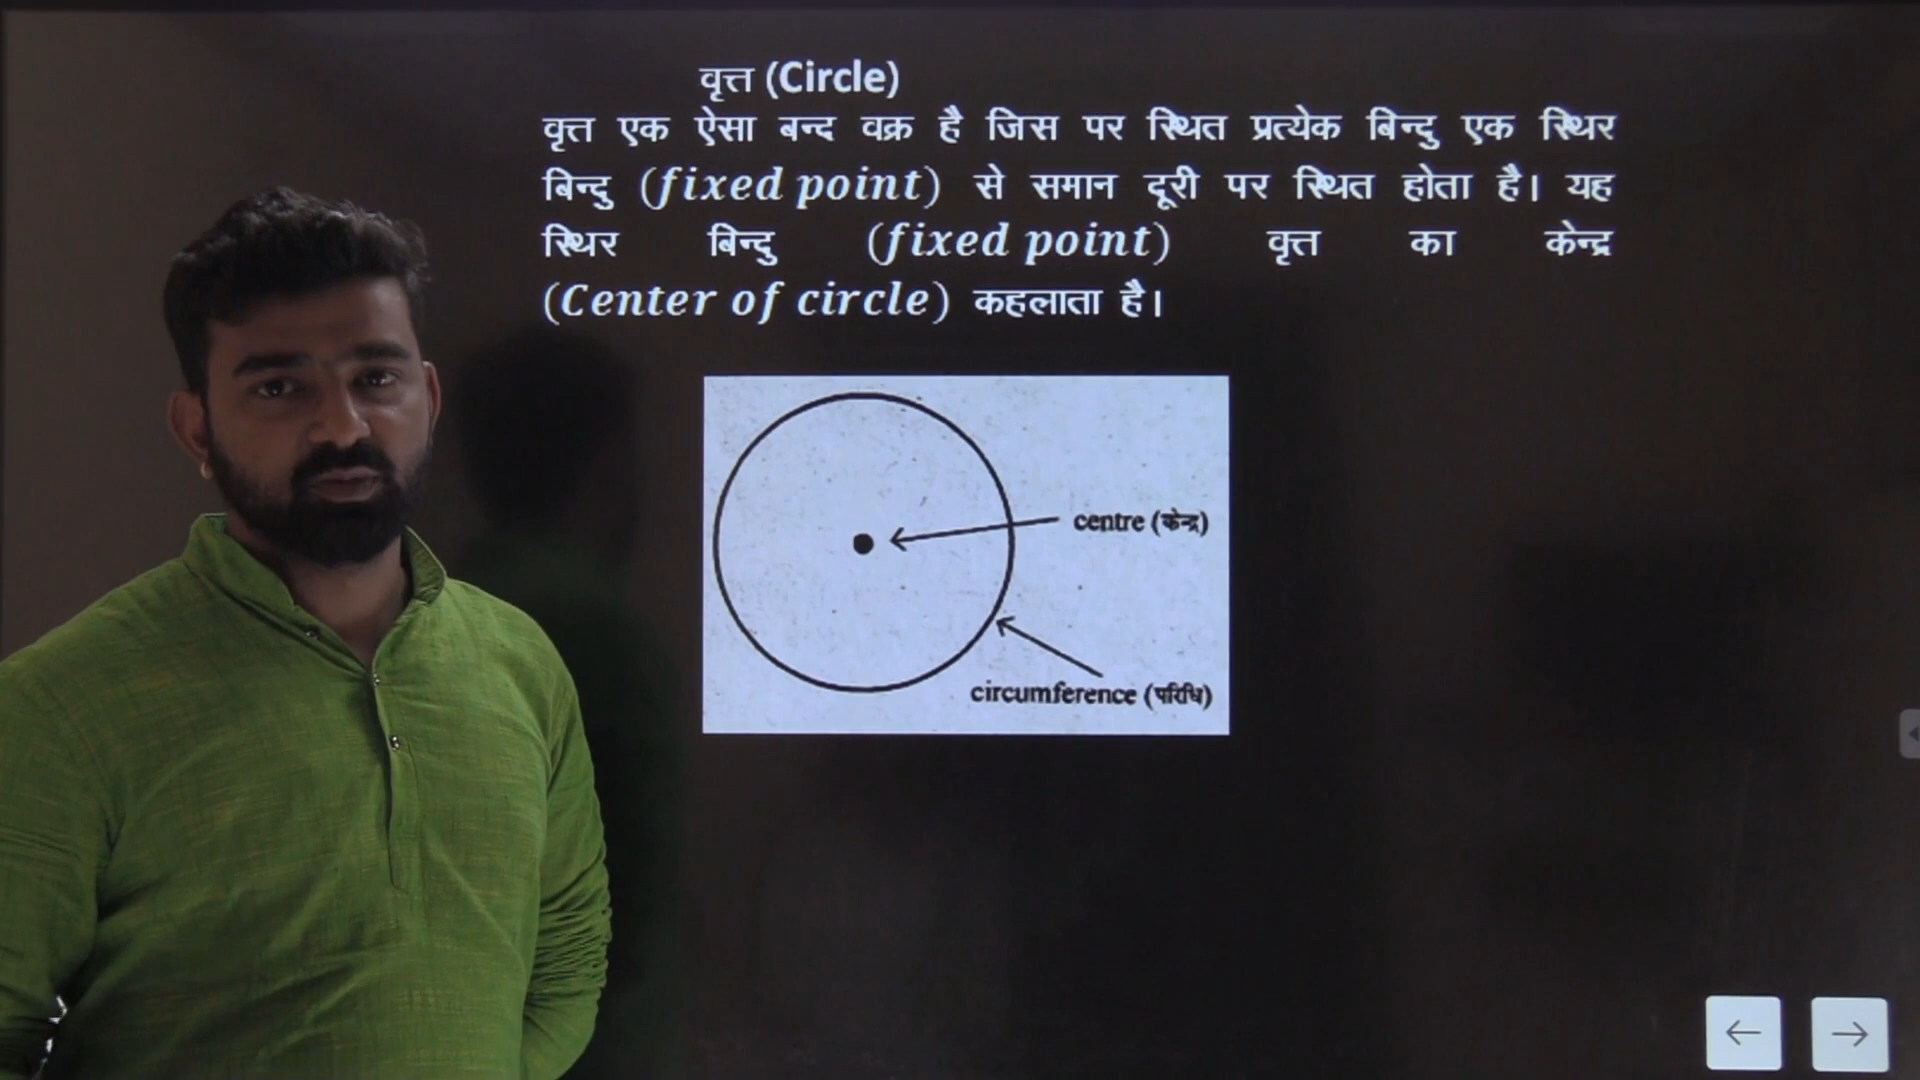 वृत्त (Circle)
वृत्त एक ऐसा बन्द वक्र है जिस पर स्थित प्रत्येक बिन्दु एक स्थिर
बिन्दु (fixed point) से समान दूरी पर स्थित होता है। यह
स्थिर बिन्दु (fixed point) वृत्त का केन्द्र
(Center of circle) कहलाता है।
centre (केन्द्र)
circumference (परिधि)